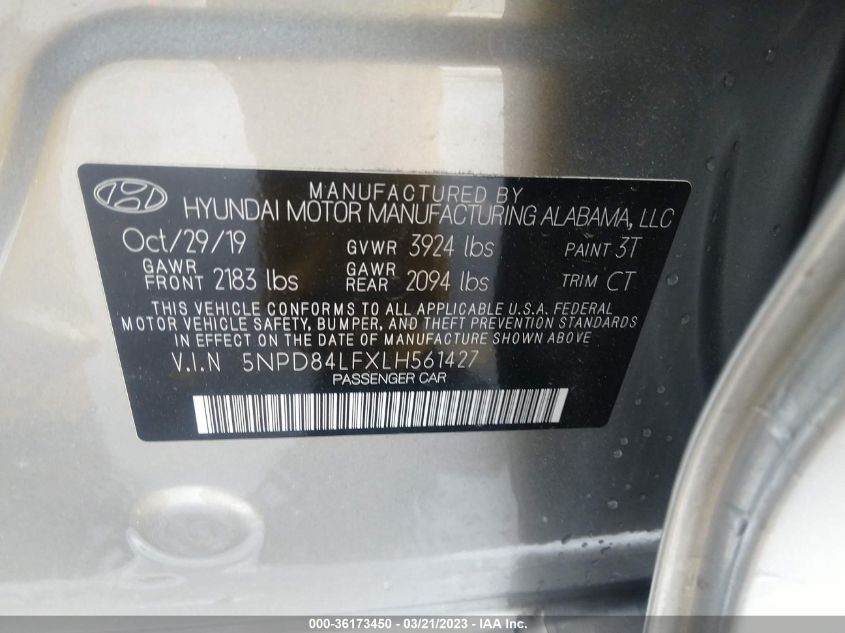 MANUFACTURED BY
HYUNDAI MOTOR MANUFACTURING ALABAMA, LLC
Oct/29/19 GVWR 3924 lbs PAINT 3T
GAWR FRONT 2183 lbs GAWR REAR 2094 lbs TRIM CT
THIS VEHICLE CONFORMS TO ALL APPLICABLE U.S.A. FEDERAL
MOTOR VEHICLE SAFETY, BUMPER, AND THEFT PREVENTION STANDARDS
IN EFFECT ON THE DATE OF MANUFACTURE SHOWN ABOVE
V.I.N 5NPD84LFXLH561427
PASSENGER CAR
000-36173450 - 03/21/2023 - IAA Inc.